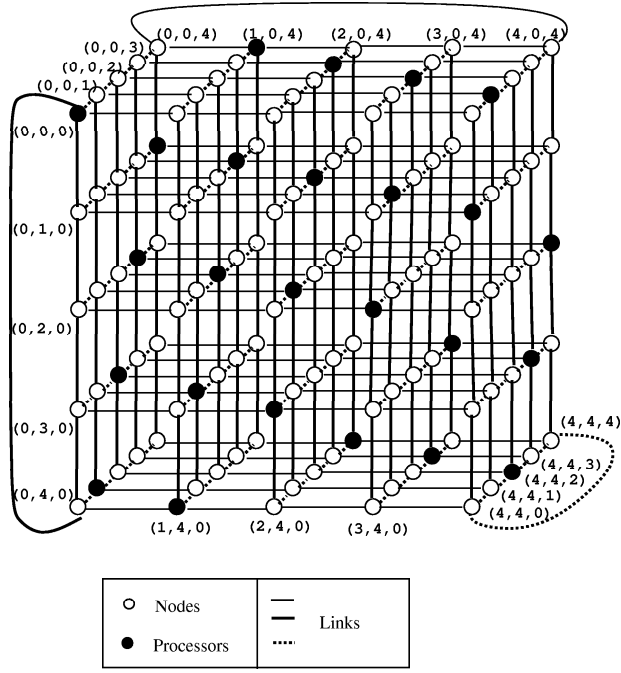 (0,0,4) (1,0,4) (2,0,4) (3,0,4) (4,0,4)
(0,0,3)
(0,0,2)
(0,0,1)
(0,0,0)
(0,1,0)
(0,2,0)
(0,3,0)
(4,4,4)
(4,4,3)
(4,4,2)
(0,4,0)
(4,4,1)
(4,4,0)
(1,4,0) (2,4,0) (3,4,0)
Nodes
Links
Processors